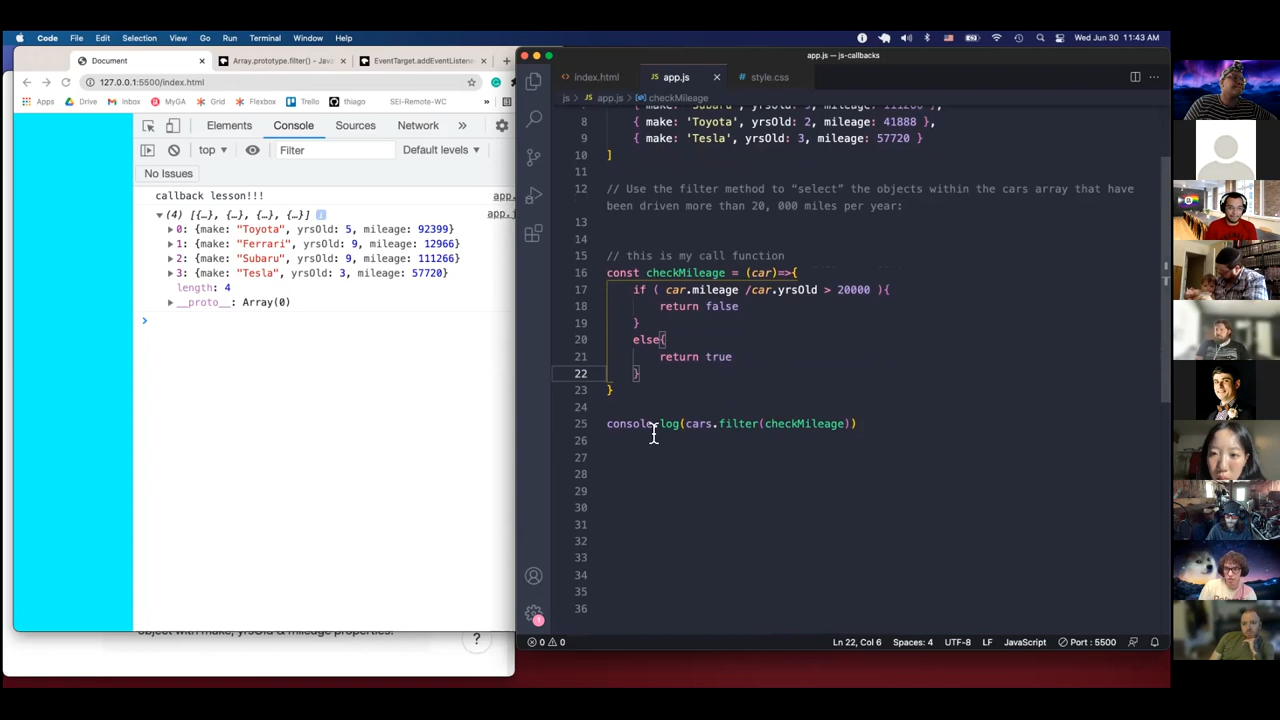 Code File Edit Selection View Go Run Terminal Window Help
Wed Jun 30 11:43 AM
Document
Array.prototype.filter() - Java
EventTarget.addEventListene
127.0.0.1:5500/index.html
Apps Drive Inbox MyGA Grid Flexbox Trello thiago SEI-Remote-WC »
Elements Console Sources Network »
top Filter Default levels
No Issues
callback lesson!!! app.
(4) [{…}, {…}, {…}, {…}] app.j
0: {make: "Toyota", yrsOld: 5, mileage: 92399}
1: {make: "Ferrari", yrsOld: 9, mileage: 12966}
2: {make: "Subaru", yrsOld: 9, mileage: 111266}
3: {make: "Tesla", yrsOld: 3, mileage: 57720}
length: 4
__proto__: Array(0)
object with make, yrsOld & mileage properties.
?
app.js — js-callbacks
index.html app.js style.css
js › app.js › checkMileage
8 { make: 'Toyota', yrsOld: 2, mileage: 41888 },
9 { make: 'Tesla', yrsOld: 3, mileage: 57720 }
10 ]
11
12 // Use the filter method to “select” the objects within the cars array that have
been driven more than 20, 000 miles per year:
13
14
15 // this is my call function
16 const checkMileage = (car)=>{
17 if ( car.mileage /car.yrsOld > 20000 ){
18 return false
19 }
20 else{
21 return true
22 }
23 }
24
25 console.log(cars.filter(checkMileage))
26
27
28
29
30
31
32
33
34
35
36
1
0 0 Ln 22, Col 6 Spaces: 4 UTF-8 LF JavaScript Port : 5500